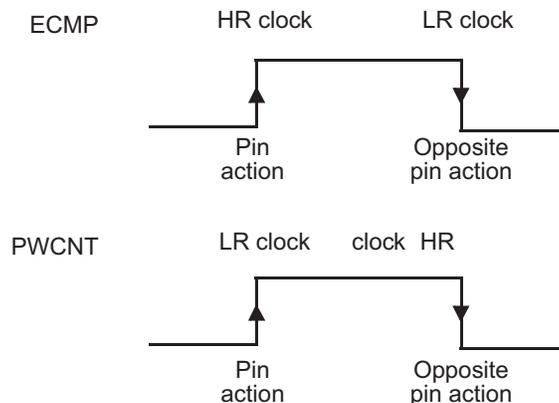 ECMP HR clock LR clock
Pin Opposite
action pin action
PWCNT LR clock clock HR
Pin Opposite
action pin action